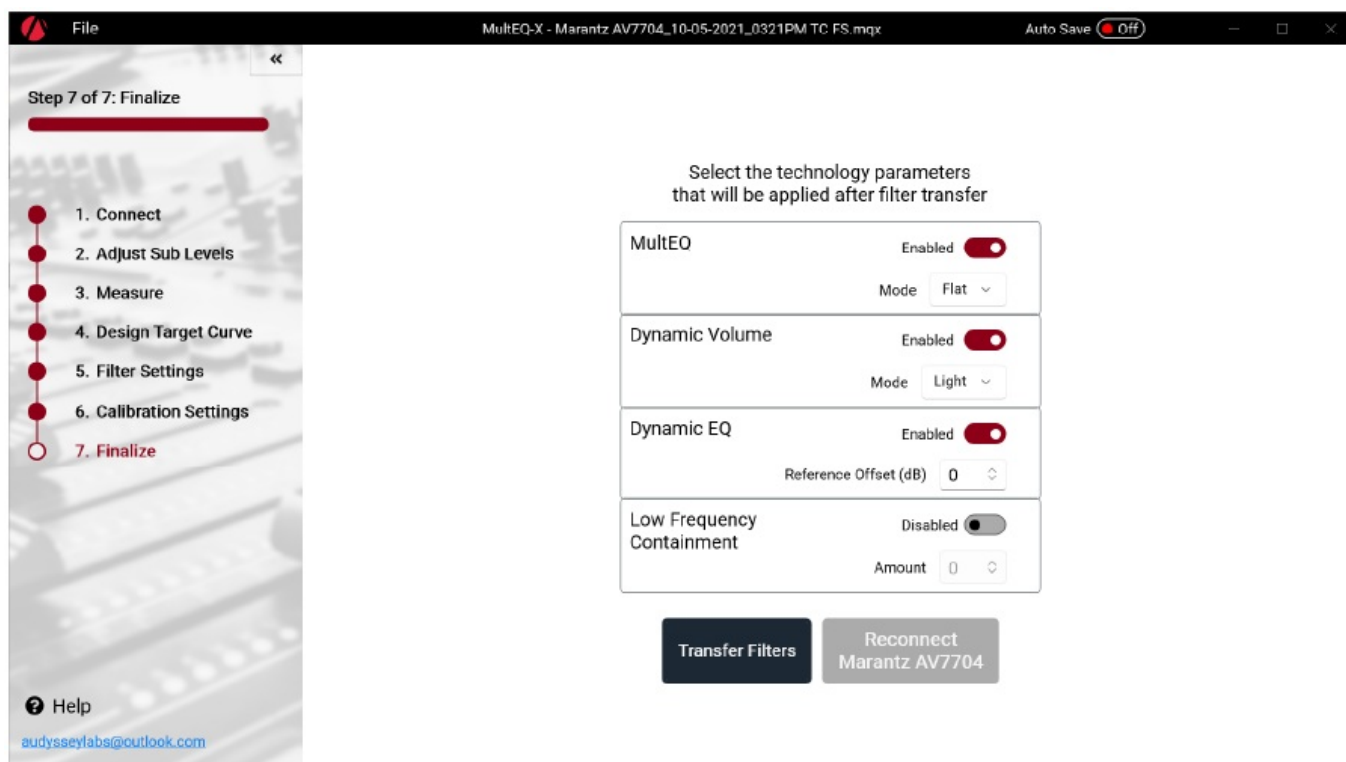 File
MultEQ-X - Marantz AV7704_10-05-2021_0321PM TC FS.mqx
Auto Save Off
Step 7 of 7: Finalize
1. Connect
2. Adjust Sub Levels
3. Measure
4. Design Target Curve
5. Filter Settings
6. Calibration Settings
7. Finalize
Help
audysseylabs@outlook.com
Select the technology parameters
that will be applied after filter transfer
MultEQ
Enabled
Mode Flat
Dynamic Volume
Enabled
Mode Light
Dynamic EQ
Enabled
Reference Offset (dB) 0
Low Frequency
Containment
Disabled
Amount 0
Transfer Filters
Reconnect
Marantz AV7704